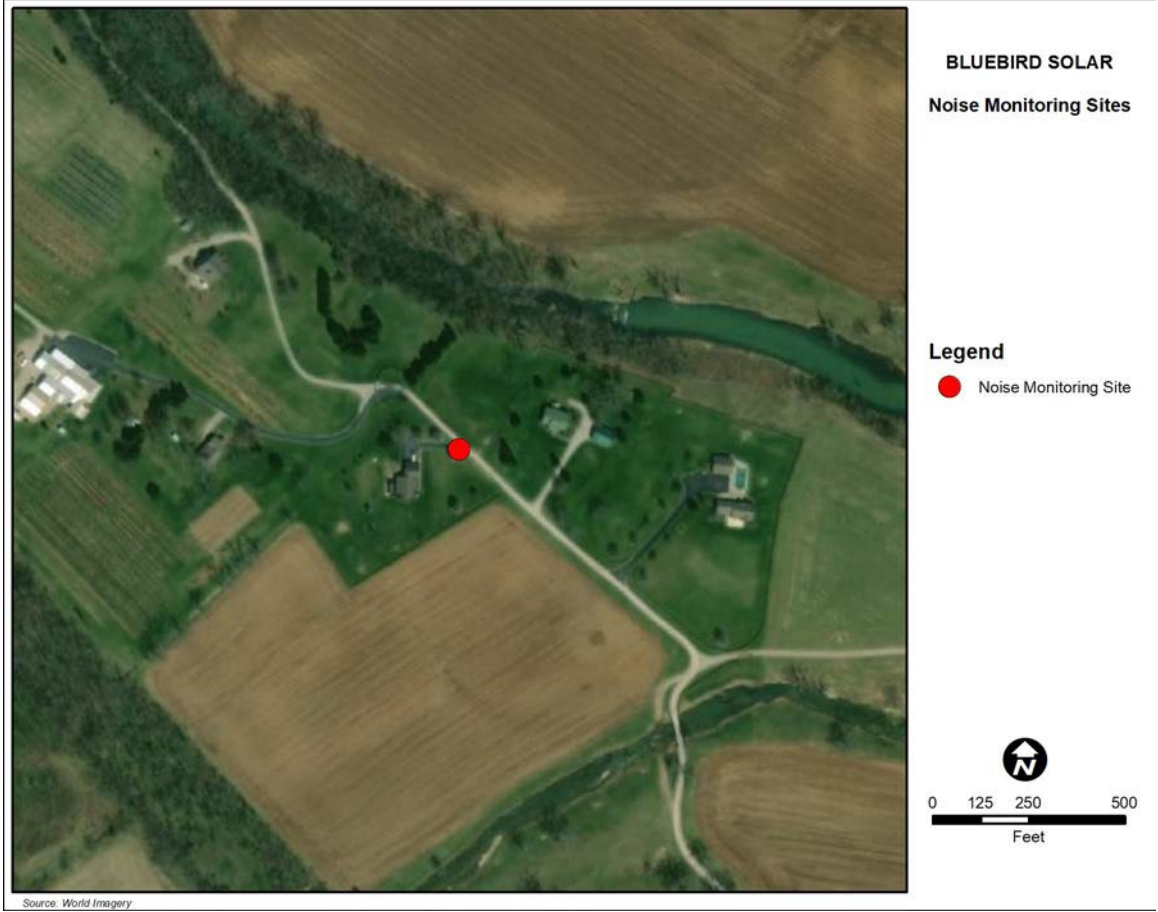 BLUEBIRD SOLAR
Noise Monitoring Sites
Legend
Noise Monitoring Site
N
0 125 250 500
Feet
Source: World Imagery